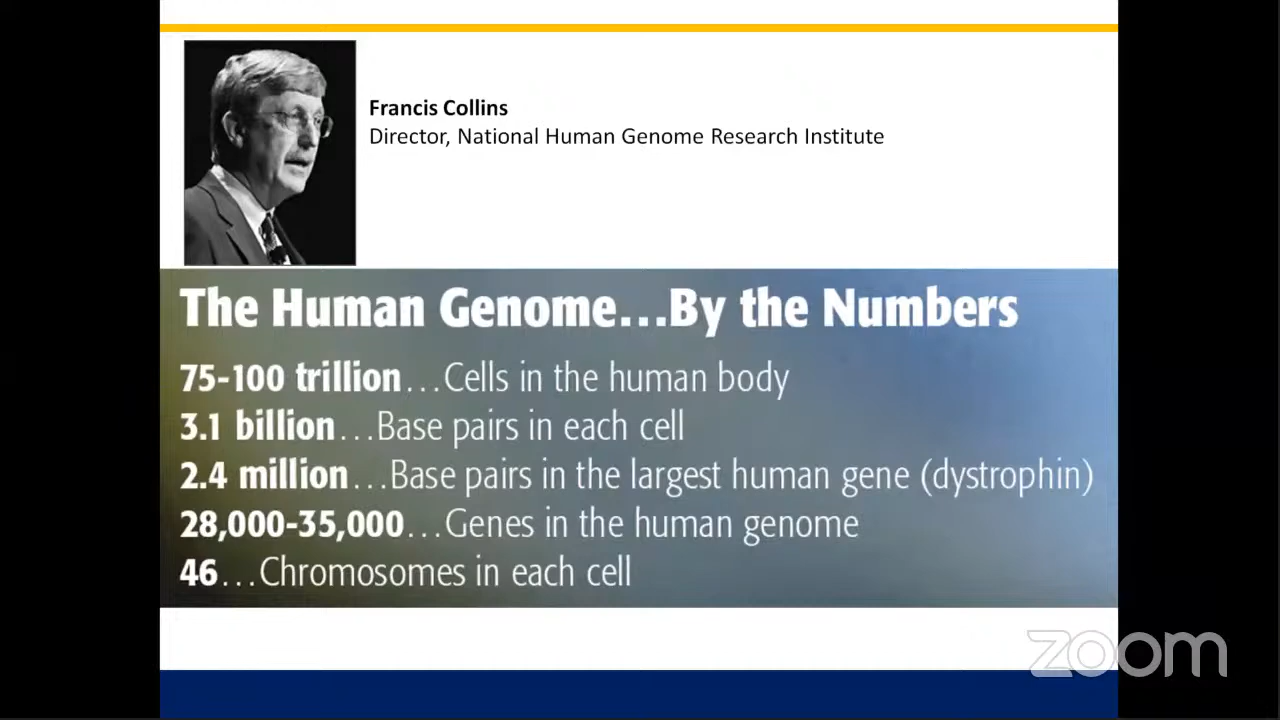 Francis Collins
Director, National Human Genome Research Institute
The Human Genome...By the Numbers
75-100 trillion...Cells in the human body
3.1 billion...Base pairs in each cell
2.4 million...Base pairs in the largest human gene (dystrophin)
28,000-35,000...Genes in the human genome
46...Chromosomes in each cell
zoom